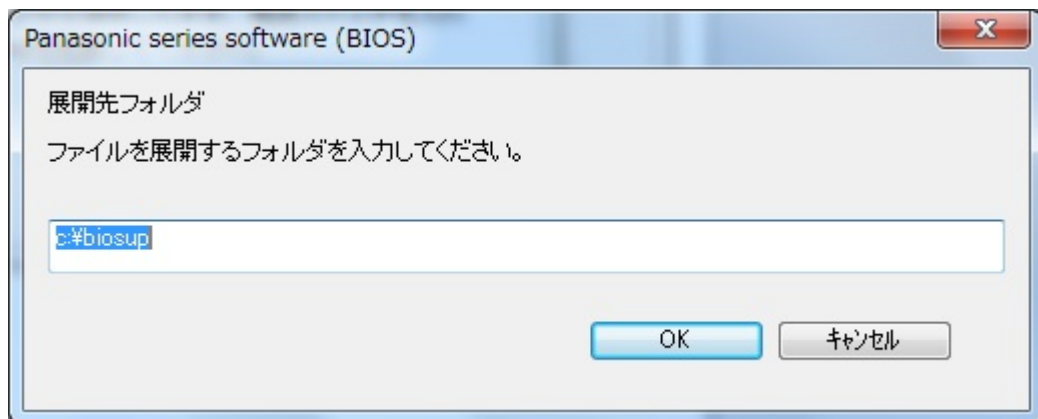 Panasonic series software (BIOS)
展開先フォルダ
ファイルを展開するフォルダを入力してください。
c:¥biosup
OK
キャンセル